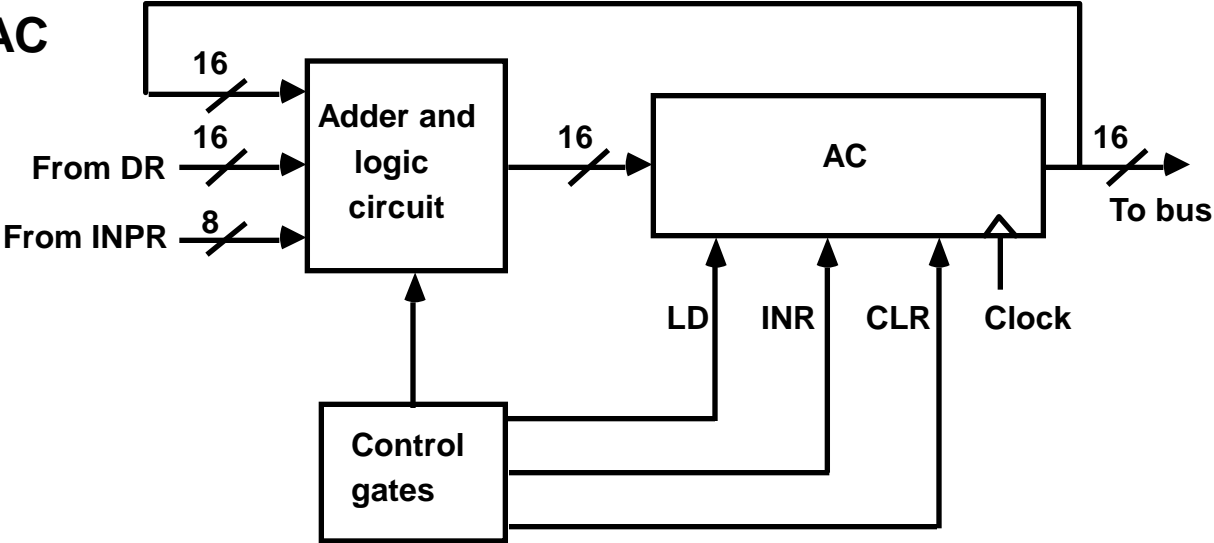 AC
16
Adder and
logic
circuit
16
From DR
8
From INPR
16
AC
16
To bus
LD
INR
CLR
Clock
Control
gates